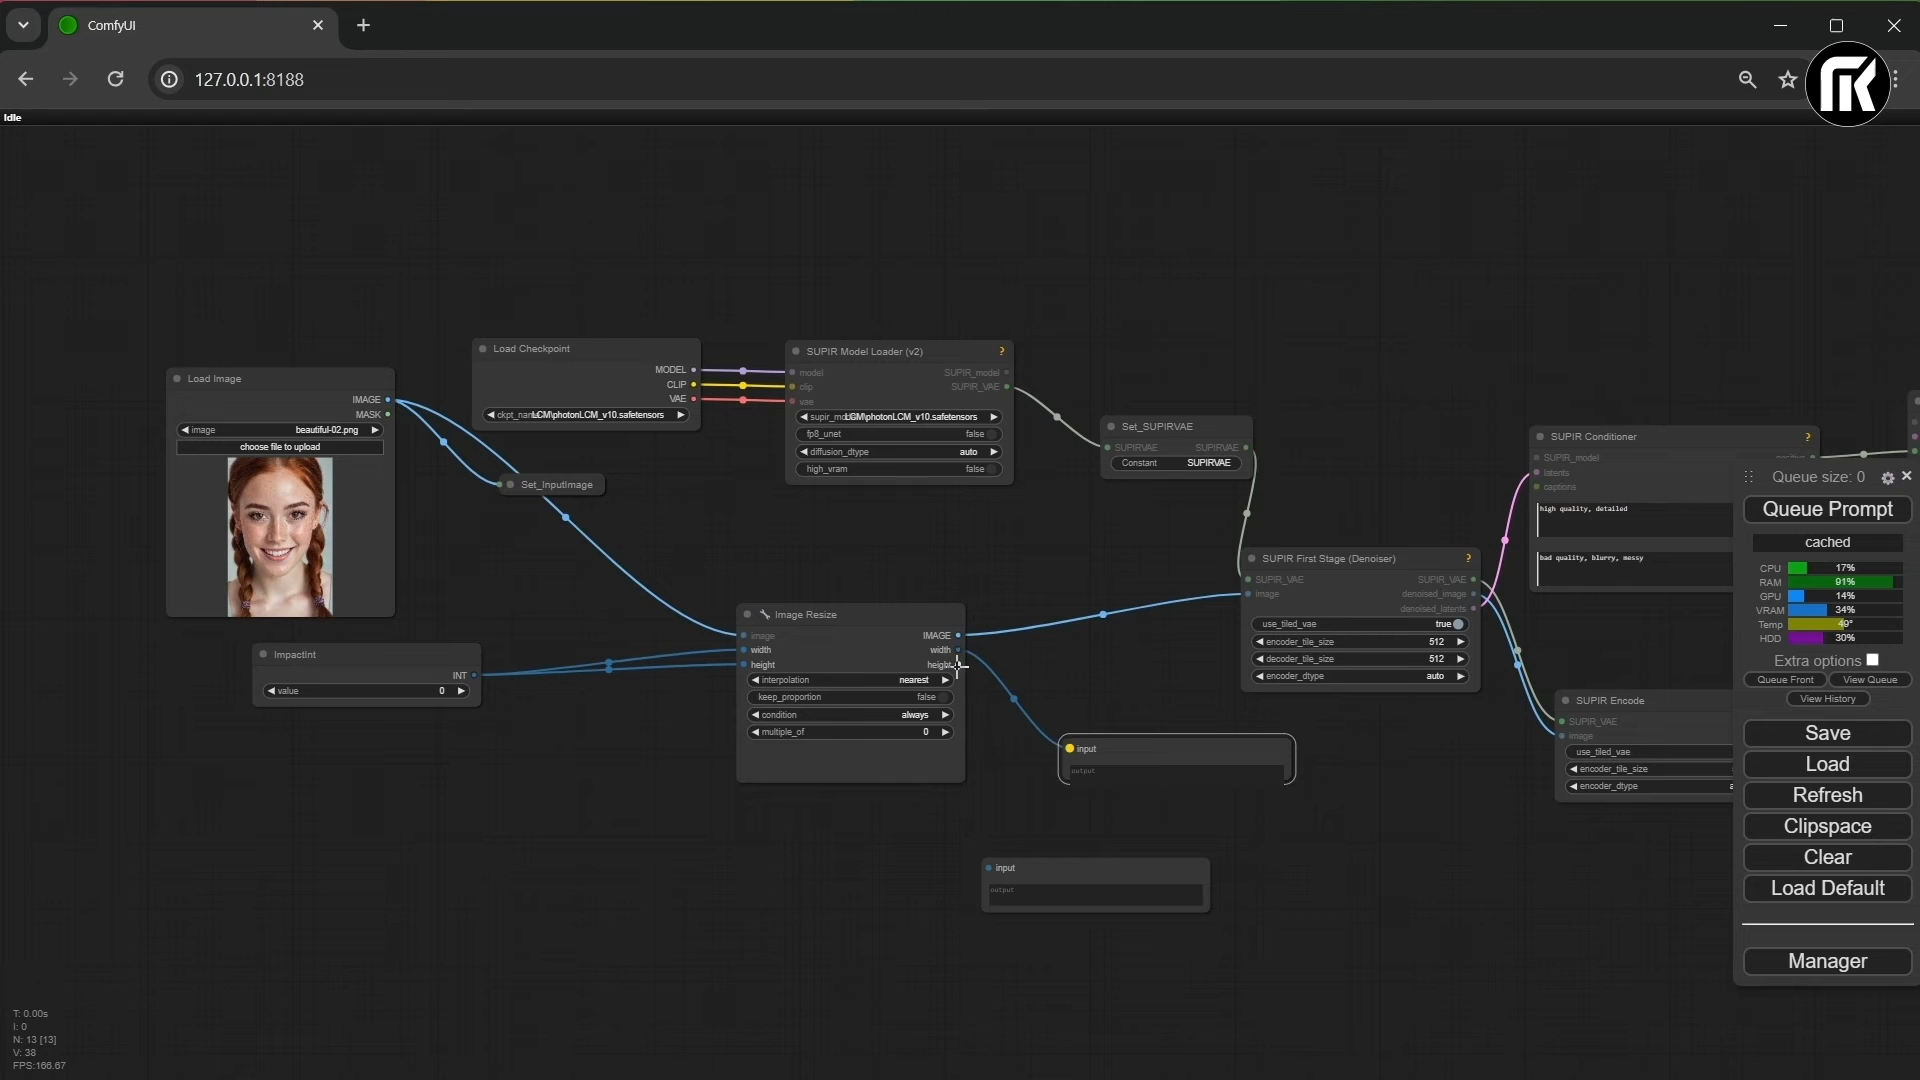 ComfyUI
127.0.0.1:8188
Idle
Load Image
IMAGE
MASK
image beautiful-02.png
choose file to upload
ImpactInt
INT
value 0
Load Checkpoint
MODEL
CLIP
VAE
LCM\photonLCM_v10.safetensors
Set_InputImage
SUPIR Model Loader (v2) ?
model SUPIR_model
clip SUPIR_VAE
vae
LCM\photonLCM_v10.safetensors
fp8_unet false
diffusion_dtype auto
high_vram false
Set_SUPIRVAE
SUPIRVAE SUPIRVAE
Constant SUPIRVAE
Image Resize
image IMAGE
width width
height height
interpolation nearest
keep_proportion false
condition always
multiple_of 0
input
output
input
output
SUPIR First Stage (Denoiser) ?
SUPIR_VAE SUPIR_VAE
image denoised_image
denoised_latents
use_tiled_vae true
encoder_tile_size 512
decoder_tile_size 512
encoder_dtype auto
SUPIR Conditioner ?
SUPIR_model
latents
captions
high quality, detailed
bad quality, blurry, messy
SUPIR Encode
SUPIR_VAE
image
use_tiled_vae
encoder_tile_size
encoder_dtype
Queue size: 0
Queue Prompt
cached
CPU 17%
RAM 91%
GPU 14%
VRAM 34%
Temp 49°
HDD 30%
Extra options
Queue Front View Queue
View History
Save
Load
Refresh
Clipspace
Clear
Load Default
Manager
T: 0.00s
I: 0
N: 13 [13]
V: 38
FPS:166.67